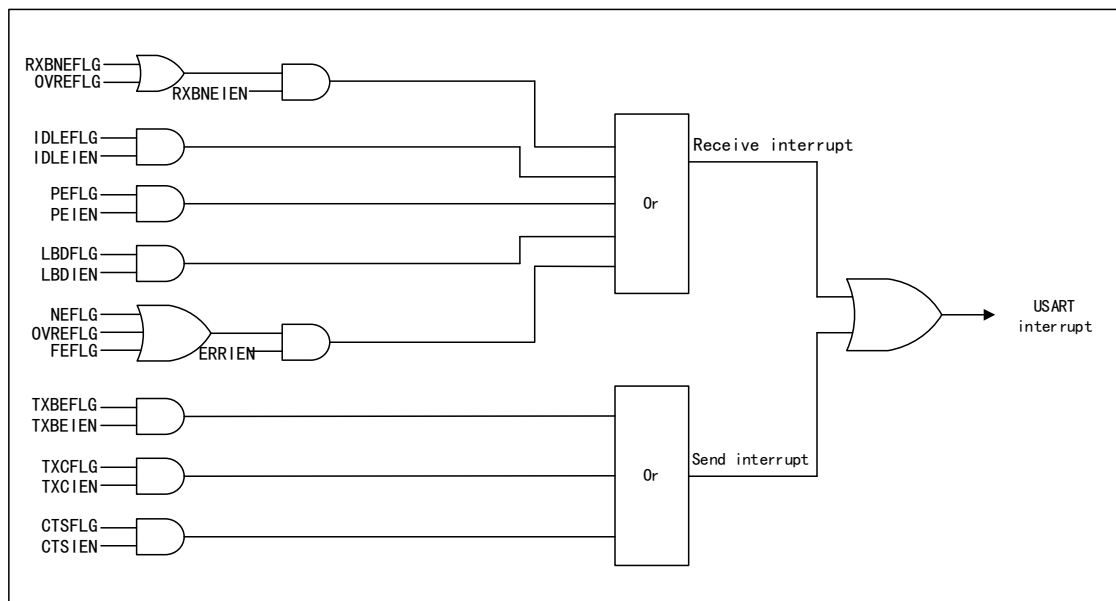 RXBNEFLG
OVREFLG
RXBNEIEN
IDLEFLG
IDLEIEN
PEFLG
PEIEN
LBDFLG
LBDIEN
NEFLG
OVREFLG
FEFLG
ERRIEN
Or
Receive interrupt
TXBEFLG
TXBEIEN
TXCFLG
TXCIEN
CTSFLG
CTSIEN
Or
Send interrupt
USART
interrupt